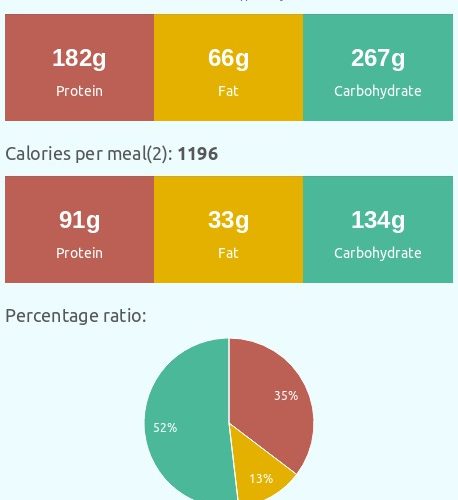 182g 66g 267g
Protein Fat Carbohydrate
Calories per meal(2): 1196
91g 33g 134g
Protein Fat Carbohydrate
Percentage ratio:
35%
52%
13%